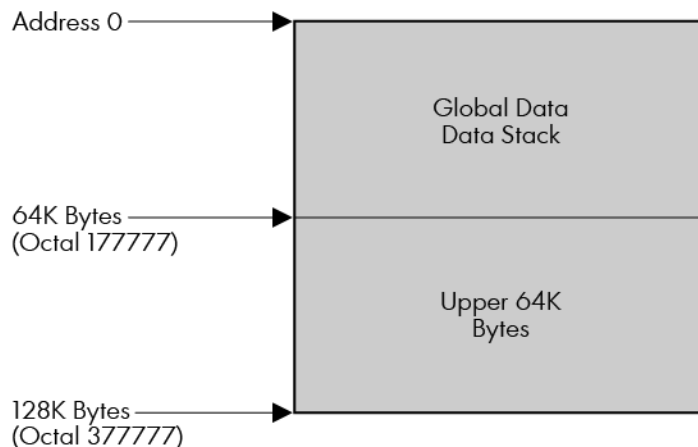 Address 0
Global Data
Data Stack
64K Bytes
(Octal 177777)
Upper 64K
Bytes
128K Bytes
(Octal 377777)